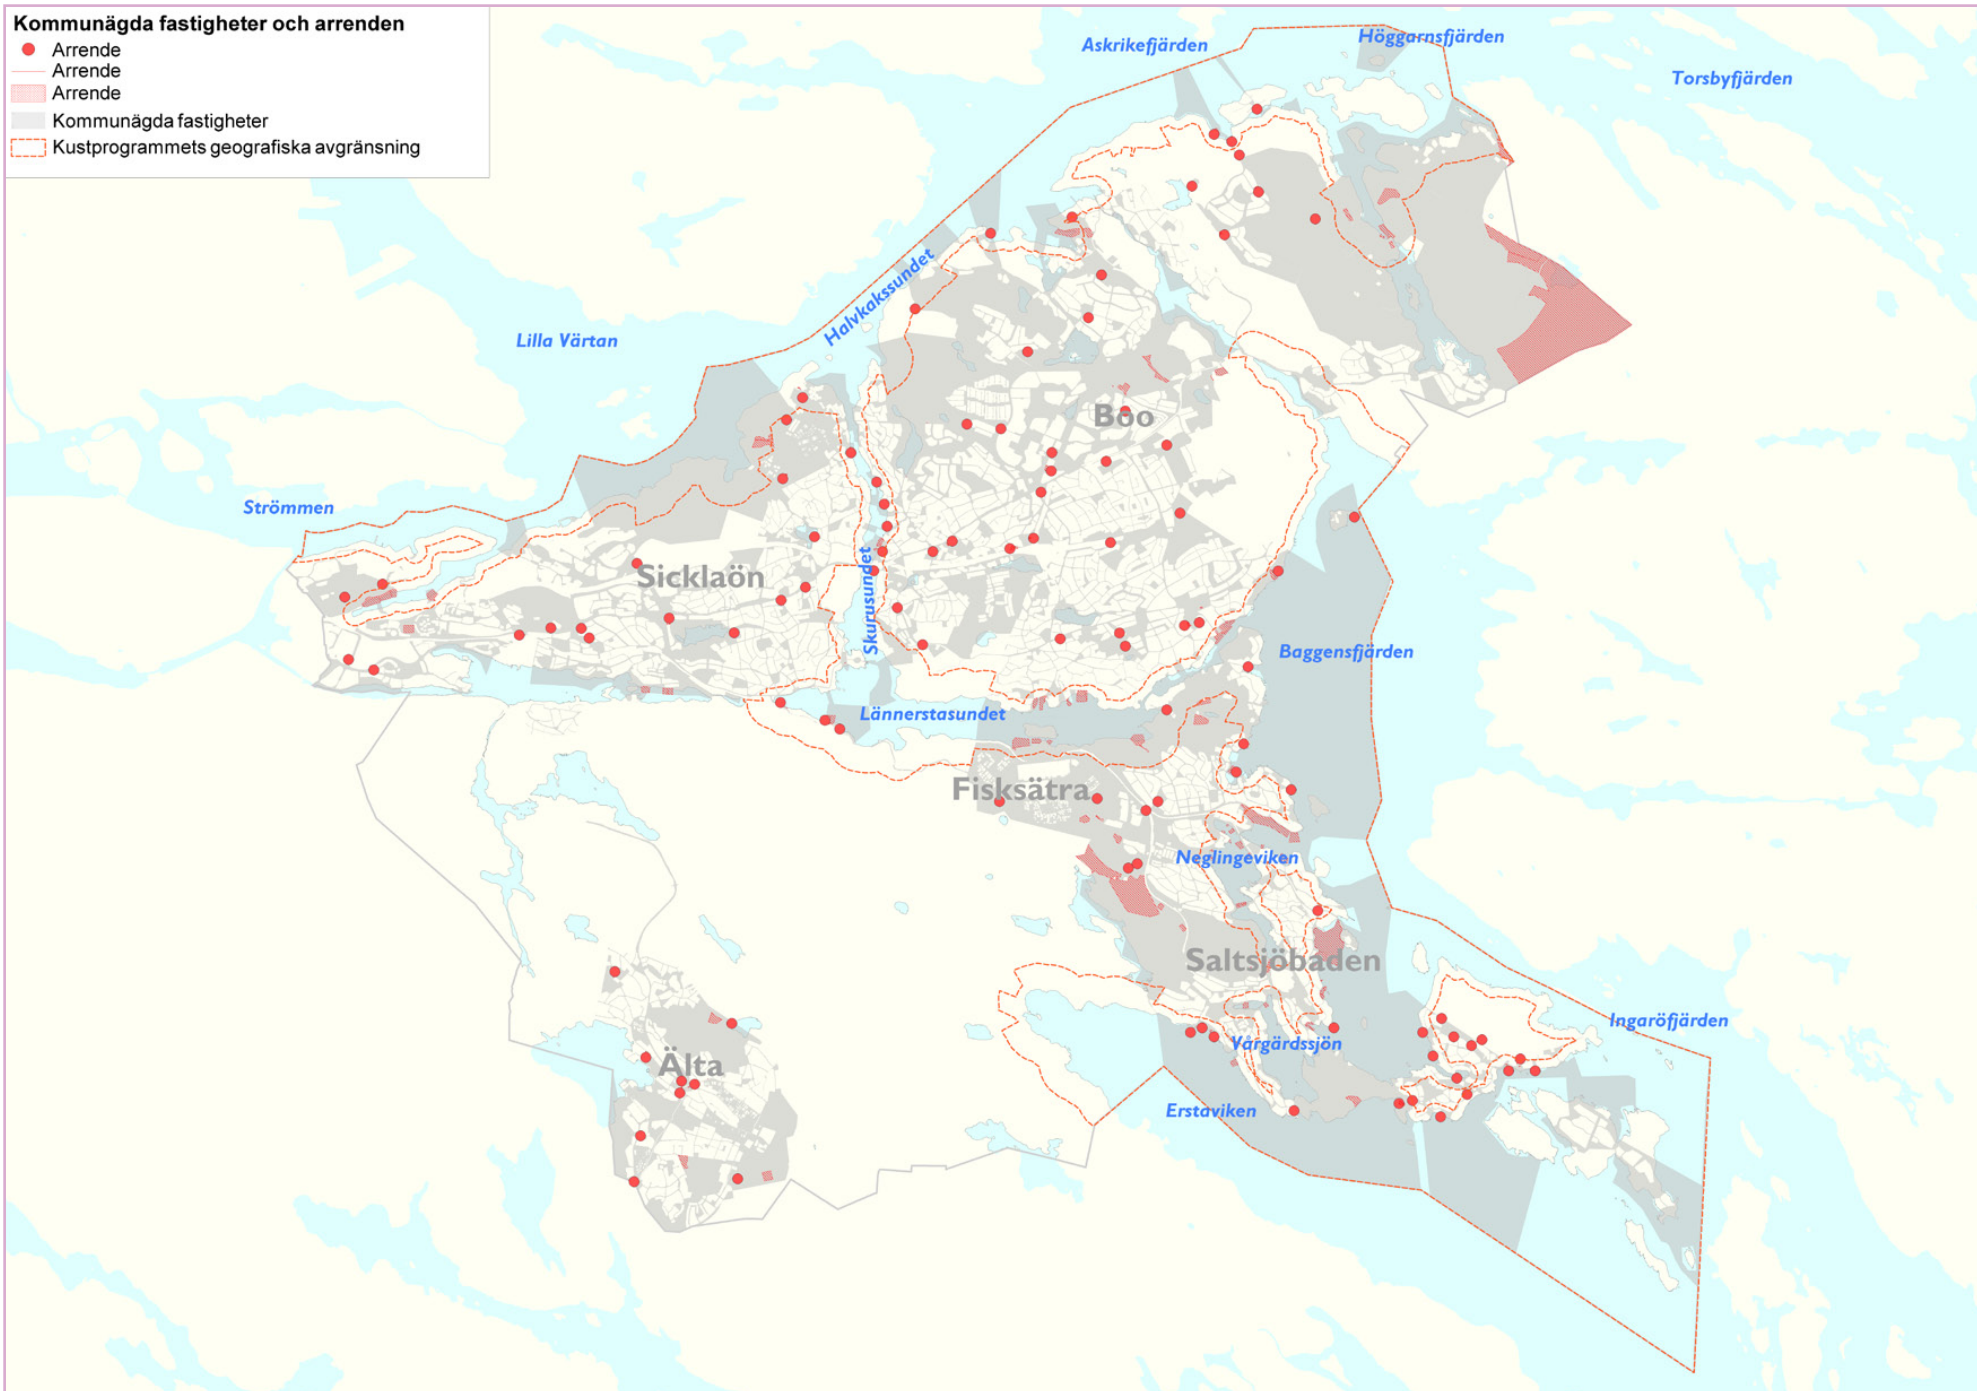 Kommunägda fastigheter och arrenden
Arrende
Arrende
Arrende
Kommunägda fastigheter
Kustprogrammets geografiska avgränsning
Höggarnsfjärden
Askrikefjärden
Torsbyfjärden
Halvkakssundet
Lilla Värtan
Boo
Strömmen
Sicklaön
Skurusundet
Baggensfjärden
Lännerstasundet
Fisksätra
Neglingeviken
Saltsjöbaden
Ingaröfjärden
Vårgärdssjön
Älta
Erstaviken